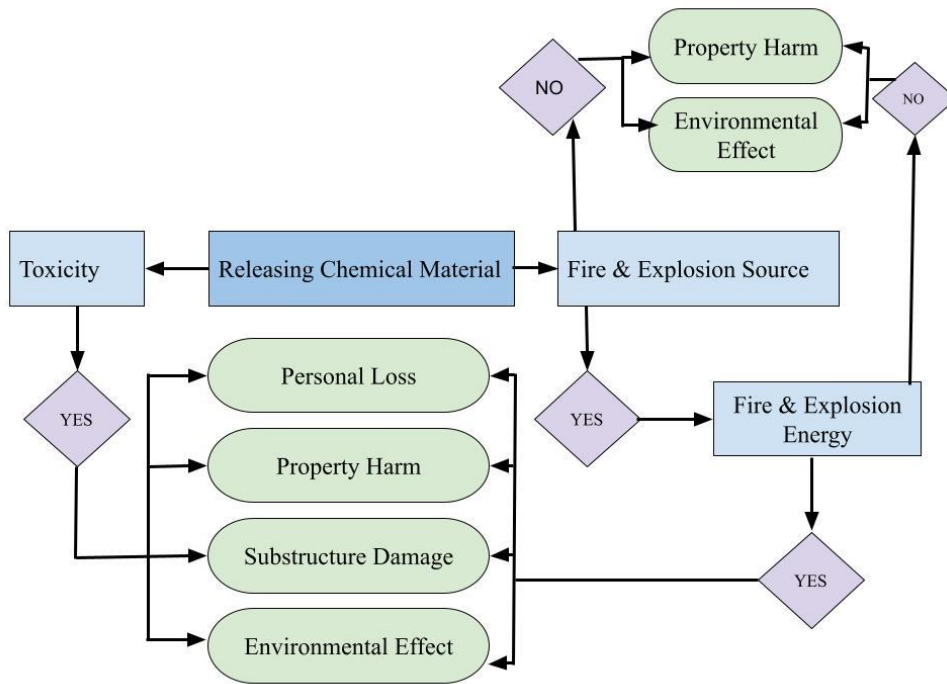 Property Harm
NO
NO
Environmental
Effect
Toxicity
Releasing Chemical Material
Fire & Explosion Source
Personal Loss
YES
YES
Fire & Explosion
Energy
Property Harm
Substructure Damage
YES
Environmental Effect